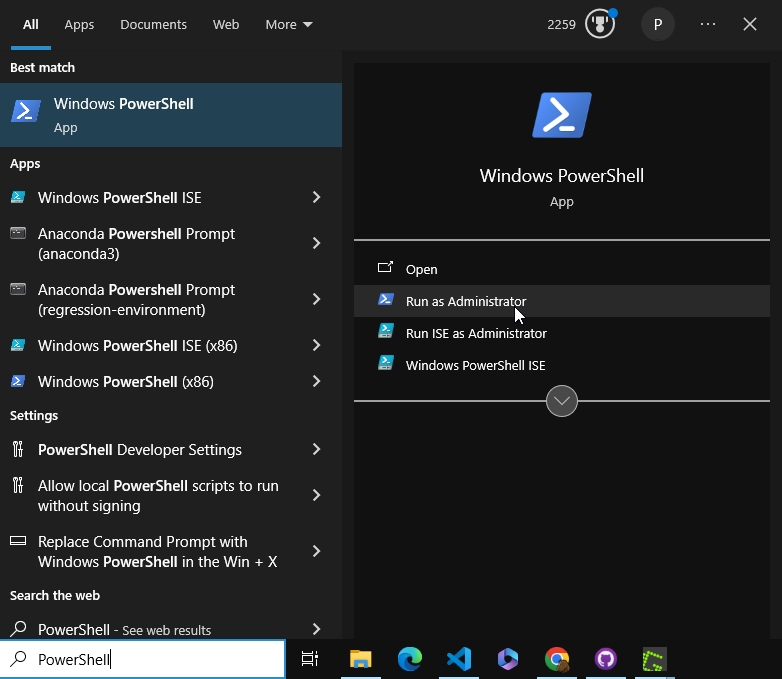 All Apps Documents Web More 2259 P
Best match
Windows PowerShell
App
Apps
Windows PowerShell ISE
Anaconda Powershell Prompt
(anaconda3)
Anaconda Powershell Prompt
(regression-environment)
Windows PowerShell ISE (x86)
Windows PowerShell (x86)
Settings
PowerShell Developer Settings
Allow local PowerShell scripts to run
without signing
Replace Command Prompt with
Windows PowerShell in the Win + X
Search the web
PowerShell - See web results
PowerShell
Windows PowerShell
App
Open
Run as Administrator
Run ISE as Administrator
Windows PowerShell ISE